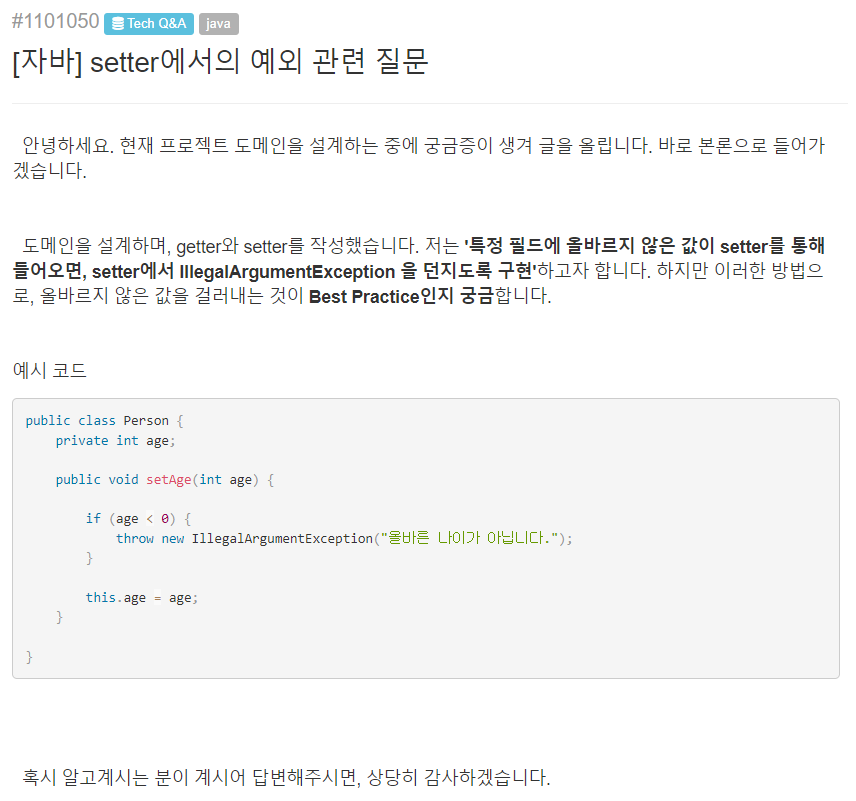 #1101050 Tech Q&A java
[자바] setter에서의 예외 관련 질문
안녕하세요. 현재 프로젝트 도메인을 설계하는 중에 궁금증이 생겨 글을 올립니다. 바로 본론으로 들어가
겠습니다.
도메인을 설계하며, getter와 setter를 작성했습니다. 저는 '특정 필드에 올바르지 않은 값이 setter를 통해
들어오면, setter에서 IllegalArgumentException 을 던지도록 구현'하고자 합니다. 하지만 이러한 방법으
로, 올바르지 않은 값을 걸러내는 것이 Best Practice인지 궁금합니다.
예시 코드
public class Person {
    private int age;
    public void setAge(int age) {
        if (age < 0) {
            throw new IllegalArgumentException("올바른 나이가 아닙니다.");
        }
        this.age = age;
    }
}
혹시 알고계시는 분이 계시어 답변해주시면, 상당히 감사하겠습니다.